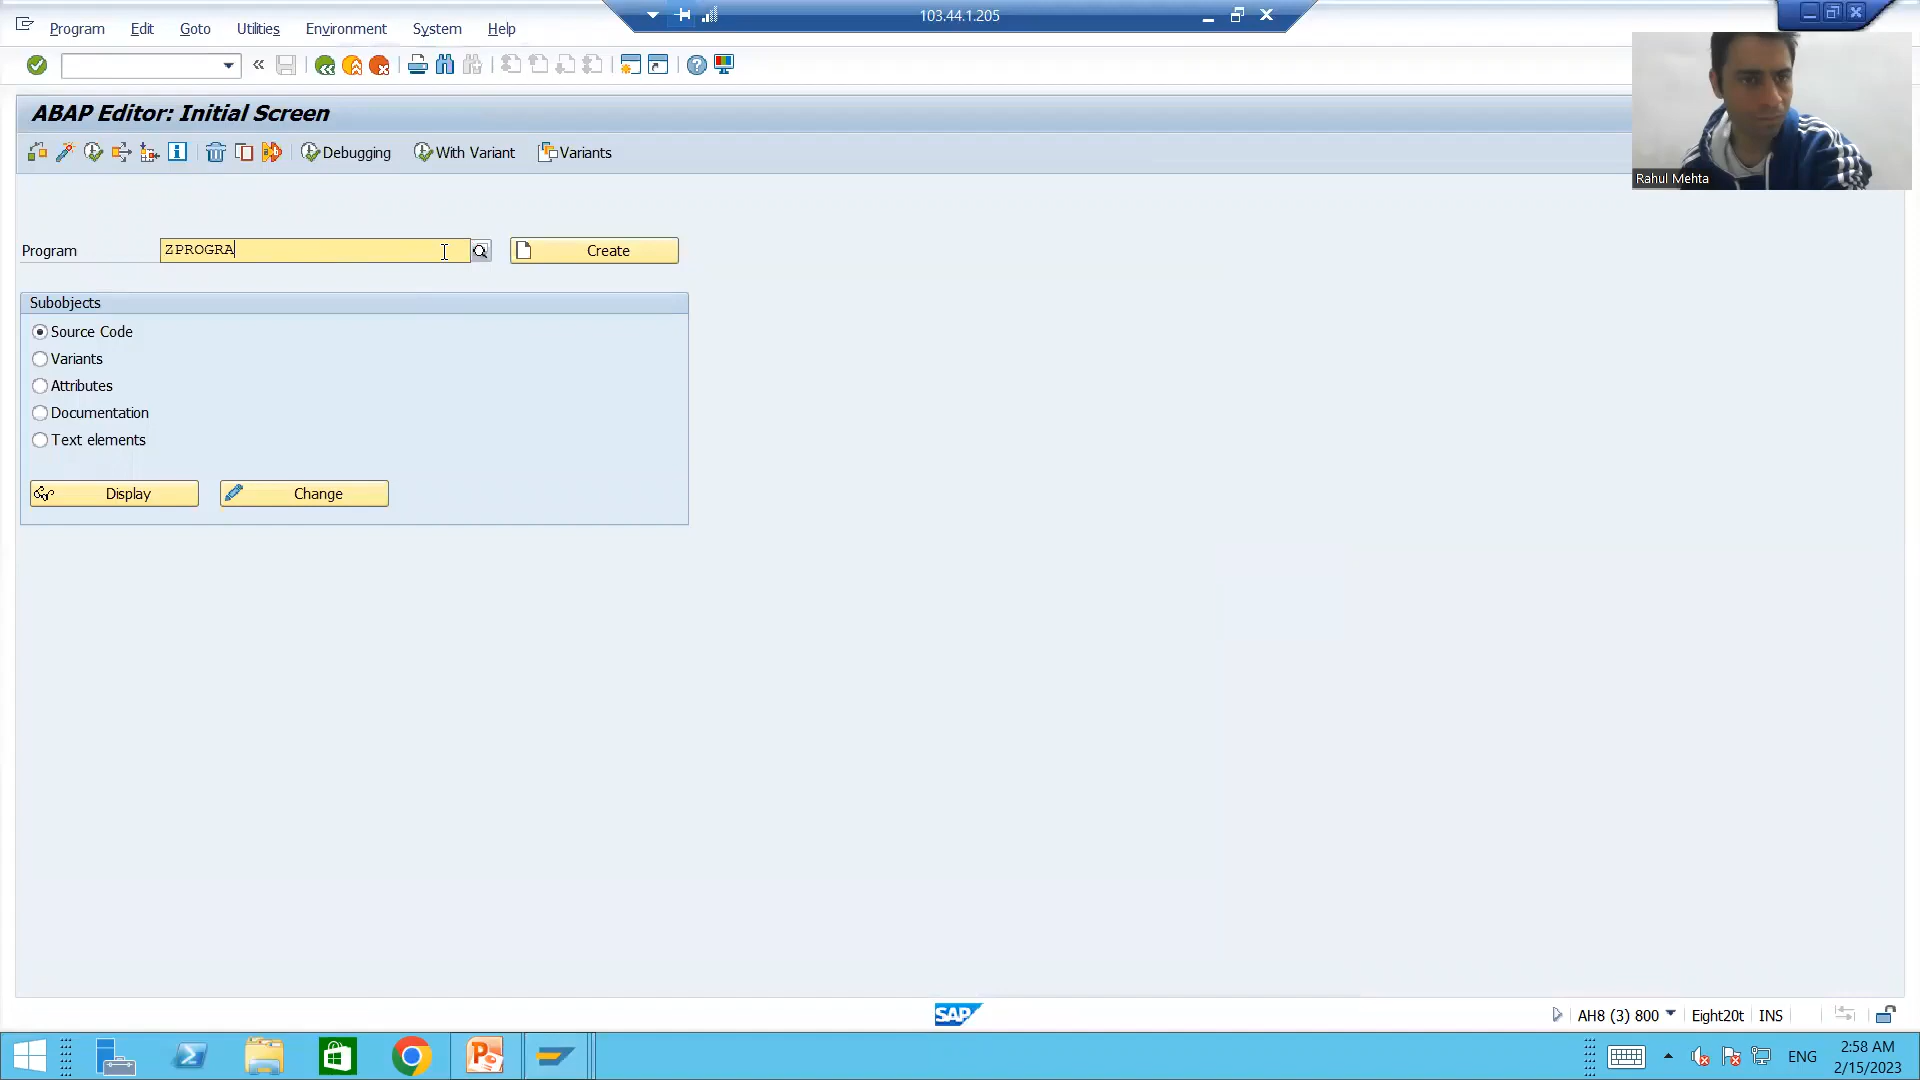 103.44.1.205
Program Edit Goto Utilities Environment System Help
ABAP Editor: Initial Screen
Debugging With Variant Variants
Rahul Mehta
Program ZPROGRA Create
Subobjects
Source Code
Variants
Attributes
Documentation
Text elements
Display Change
SAP
AH8 (3) 800 Eight20t INS
ENG
2:58 AM
2/15/2023